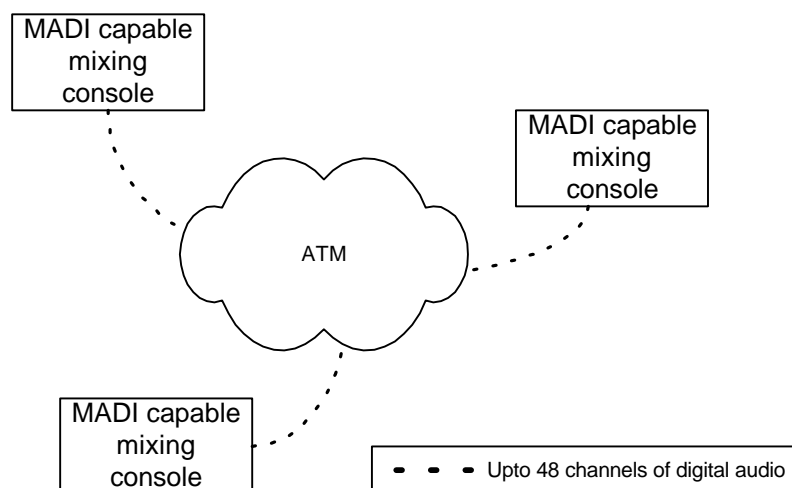 MADI capable
mixing
console
MADI capable
mixing
console
ATM
MADI capable
mixing
console
Upto 48 channels of digital audio